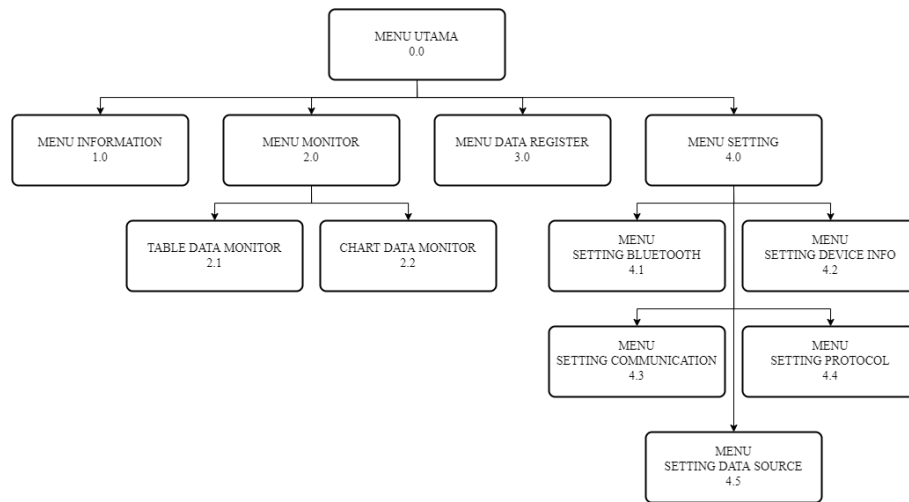 MENU UTAMA
0.0
MENU INFORMATION
1.0
MENU MONITOR
2.0
MENU DATA REGISTER
3.0
MENU SETTING
4.0
TABLE DATA MONITOR
2.1
CHART DATA MONITOR
2.2
MENU
SETTING BLUETOOTH
4.1
MENU
SETTING DEVICE INFO
4.2
MENU
SETTING COMMUNICATION
4.3
MENU
SETTING PROTOCOL
4.4
MENU
SETTING DATA SOURCE
4.5